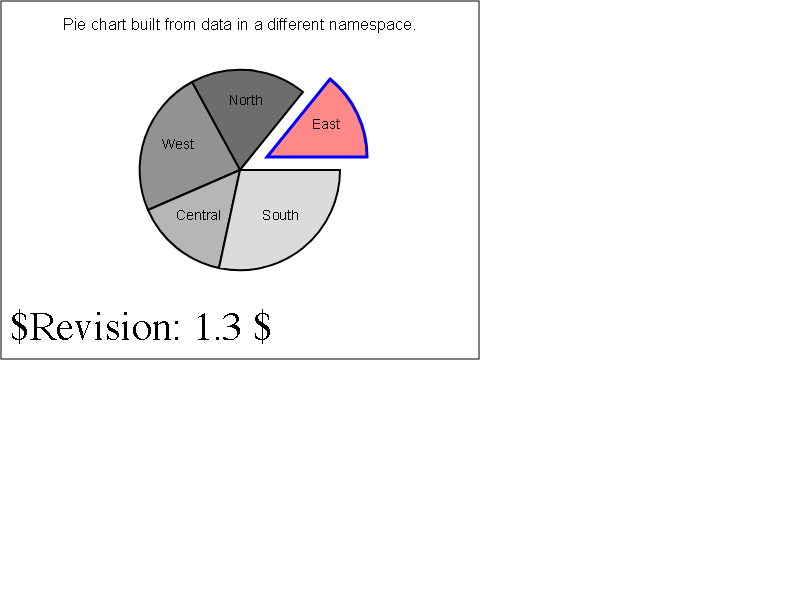 Pie chart built from data in a different namespace.
North
East
West
Central
South
$Revision: 1.3 $